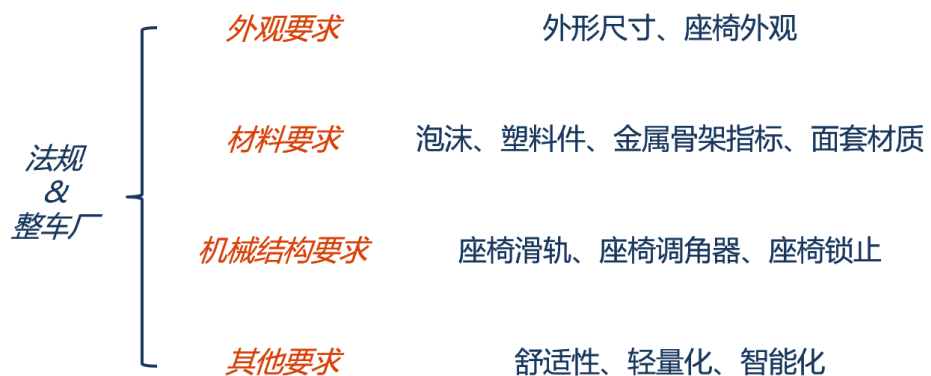 外观要求 外形尺寸、座椅外观
材料要求 泡沫、塑料件、金属骨架指标、面套材质
法规
&
整车厂
机械结构要求 座椅滑轨、座椅调角器、座椅锁止
其他要求 舒适性、轻量化、智能化